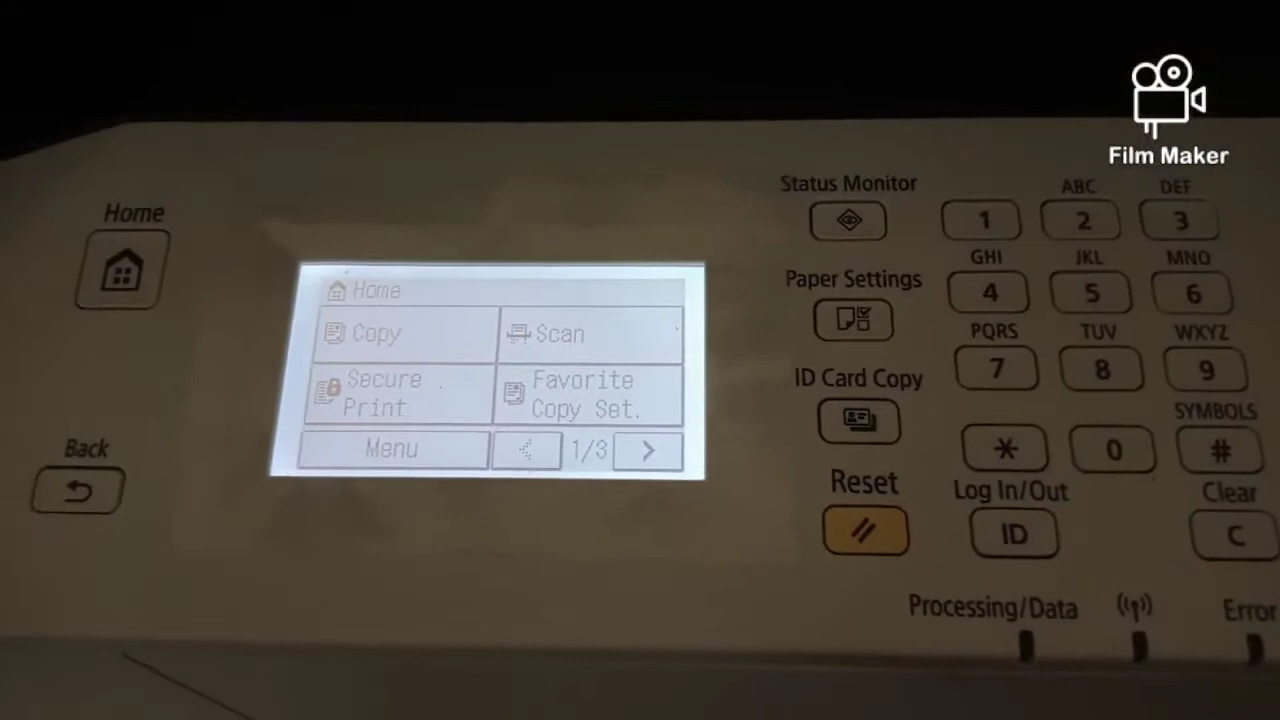 Film Maker
Home
Home
Copy
Scan
Secure
Print
Favorite
Copy Set.
Menu
1/3
Back
Status Monitor
Paper Settings
ID Card Copy
Reset
ABC
DEF
1
2
3
GHI
JKL
MNO
4
5
6
PQRS
TUV
WXYZ
7
8
9
SYMBOLS
*
0
#
Log In/Out
Clear
ID
C
Processing/Data
Error